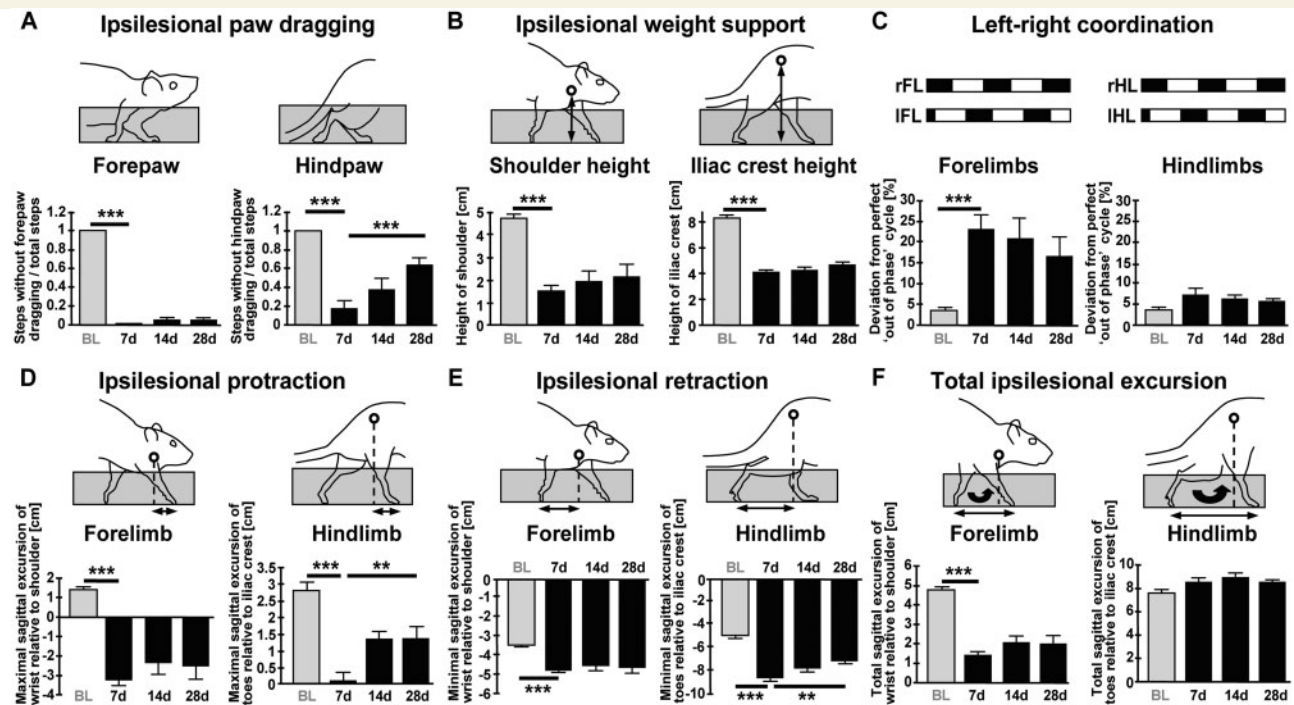 A Ipsilesional paw dragging
Forepaw
Hindpaw
Steps without forepaw
dragging / total steps
1.2
1
0.8
0.6
0.4
0.2
0
***
BL 7d 14d 28d
Steps without hindpaw
dragging / total steps
1.2
1
0.8
0.6
0.4
0.2
0
***
***
BL 7d 14d 28d
B Ipsilesional weight support
Shoulder height
Iliac crest height
Height of shoulder [cm]
5
4
3
2
1
0
***
BL 7d 14d 28d
Height of iliac crest [cm]
8
6
4
2
0
***
BL 7d 14d 28d
C Left-right coordination
rFL
lFL
rHL
lHL
Forelimbs
Hindlimbs
Deviation from perfect
'out of phase' cycle [%]
30
25
20
15
10
5
0
***
BL 7d 14d 28d
Deviation from perfect
'out of phase' cycle [%]
30
25
20
15
10
5
0
BL 7d 14d 28d
D Ipsilesional protraction
Forelimb
Hindlimb
Maximal sagittal excursion of
wrist relative to shoulder [cm]
2
1
0
-1
-2
-3
-4
***
BL 7d 14d 28d
Maximal sagittal excursion of
toes relative to iliac crest [cm]
3.5
3
2.5
2
1.5
1
0.5
0
***
**
BL 7d 14d 28d
E Ipsilesional retraction
Forelimb
Hindlimb
Minimal sagittal excursion of
wrist relative to shoulder [cm]
BL 7d 14d 28d
0
-1
-2
-3
-4
-5
-6
***
Minimal sagittal excursion of
toes relative to iliac crest [cm]
BL 7d 14d 28d
0
-2
-4
-6
-8
-10
***
**
F Total ipsilesional excursion
Forelimb
Hindlimb
Total sagittal excursion of
wrist relative to shoulder [cm]
6
5
4
3
2
1
0
***
BL 7d 14d 28d
Total sagittal excursion of
toes relative to iliac crest [cm]
10
8
6
4
2
0
BL 7d 14d 28d